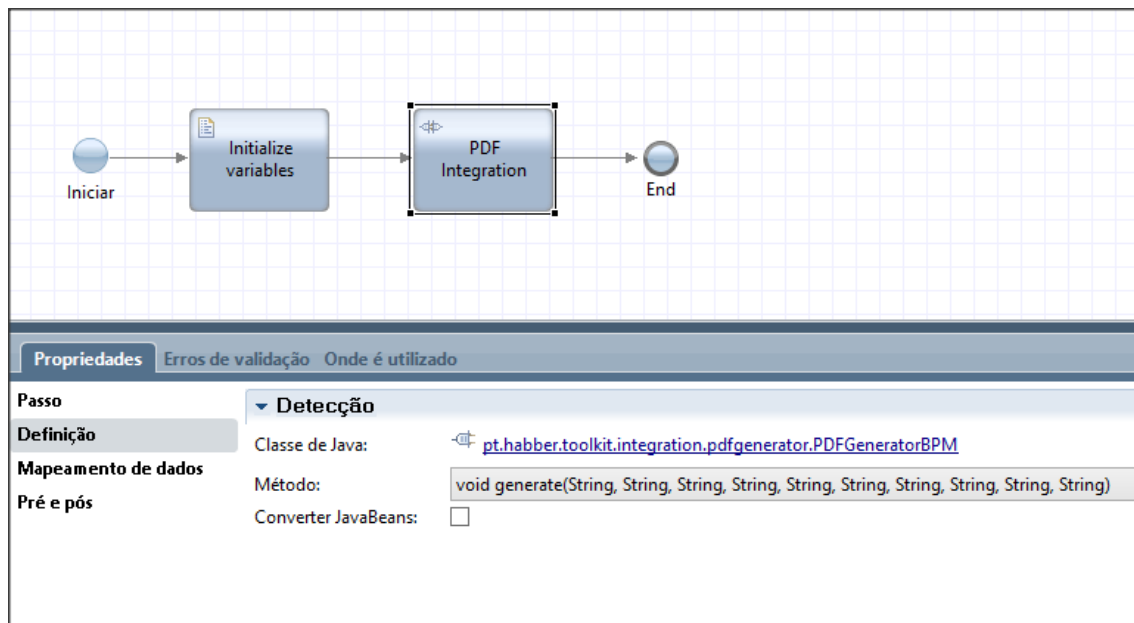 Initialize
variables
PDF
Integration
Iniciar
End
Propriedades Erros de validação Onde é utilizado
Passo
Definição
Mapeamento de dados
Pré e pós
Detecção
Classe de Java: pt.habber.toolkit.integration.pdfgenerator.PDFGeneratorBPM
Método: void generate(String, String, String, String, String, String, String, String, String, String)
Converter JavaBeans: